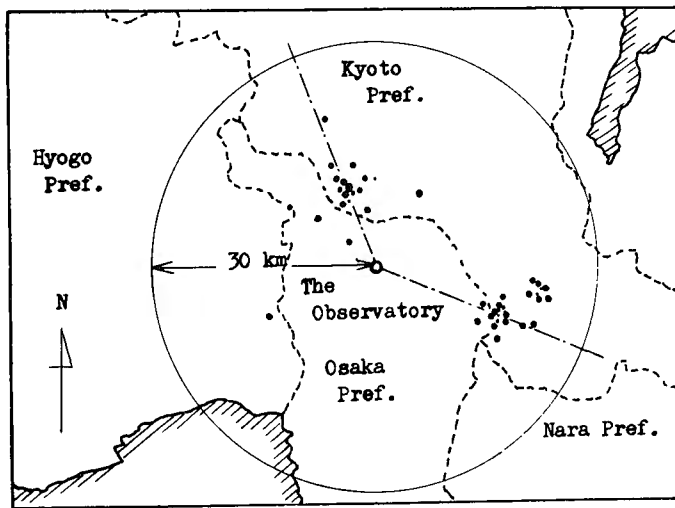 Kyoto
Pref.
Hyogo
Pref.
30 km
The
Observatory
N
Osaka
Pref.
Nara Pref.